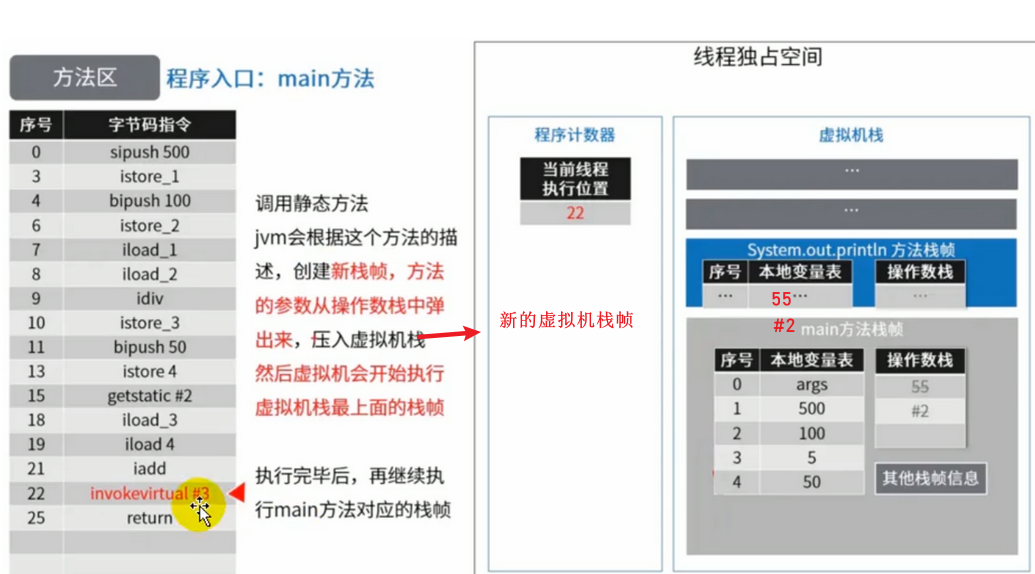 方法区
程序入口：main方法
序号 字节码指令
0 sipush 500
3 istore_1
4 bipush 100
6 istore_2
7 iload_1
8 iload_2
9 idiv
10 istore_3
11 bipush 50
13 istore 4
15 getstatic #2
18 iload_3
19 iload 4
21 iadd
22 invokevirtual #3
25 return
调用静态方法
jvm会根据这个方法的描
述，创建新栈帧，方法
的参数从操作数栈中弹
出来，压入虚拟机栈
然后虚拟机会开始执行
虚拟机栈最上面的栈帧
执行完毕后，再继续执
行main方法对应的栈帧
线程独占空间
程序计数器
当前线程
执行位置
22
新的虚拟机栈帧
虚拟机栈
...
...
System.out.println 方法栈帧
序号 本地变量表 操作数栈
... 55... ...
#2
main方法栈帧
序号 本地变量表 操作数栈
0 args 55
1 500 #2
2 100
3 5
4 50
其他栈帧信息